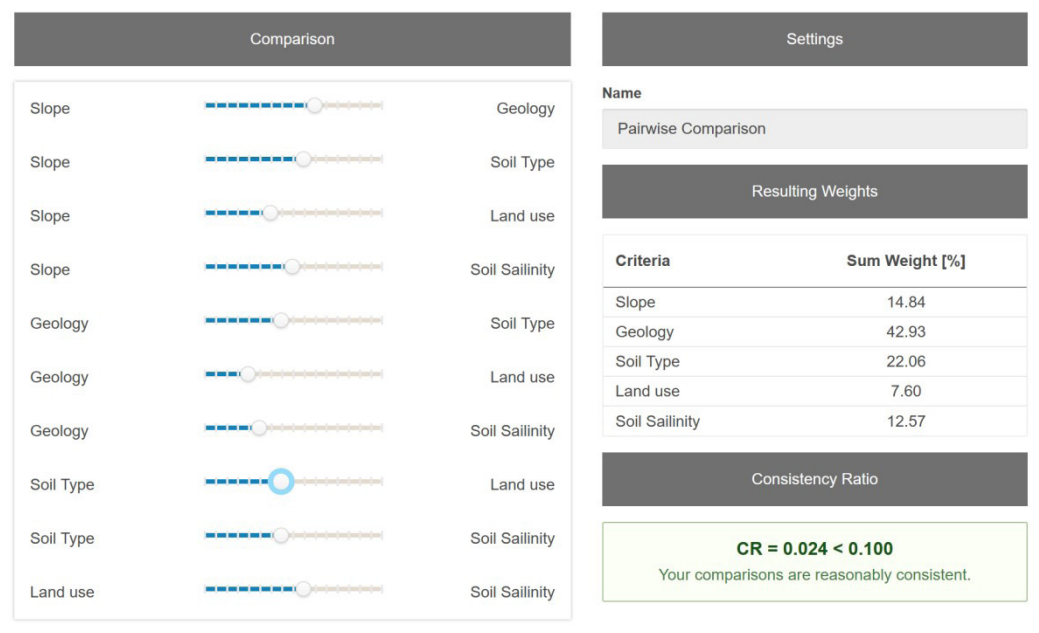 Comparison
Slope Geology
Slope Soil Type
Slope Land use
Slope Soil Sailinity
Geology Soil Type
Geology Land use
Geology Soil Sailinity
Soil Type Land use
Soil Type Soil Sailinity
Land use Soil Sailinity
Settings
Name
Pairwise Comparison
Resulting Weights
Criteria Sum Weight [%]
Slope 14.84
Geology 42.93
Soil Type 22.06
Land use 7.60
Soil Sailinity 12.57
Consistency Ratio
CR = 0.024 < 0.100
Your comparisons are reasonably consistent.